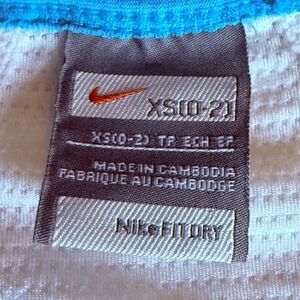 XS(0-2)
XS(0-2) TP ECH EP
MADE IN CAMBODIA
FABRIQUE AU CAMBODGE
Nike FIT DRY